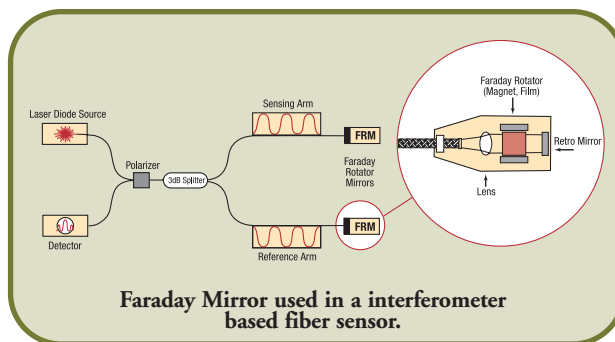 Laser Diode Source
Polarizer
3dB Splitter
Detector
Sensing Arm
FRM
Faraday
Rotator
Mirrors
FRM
Reference Arm
Faraday Rotator
(Magnet, Film)
Retro Mirror
Lens
Faraday Mirror used in a interferometer
based fiber sensor.